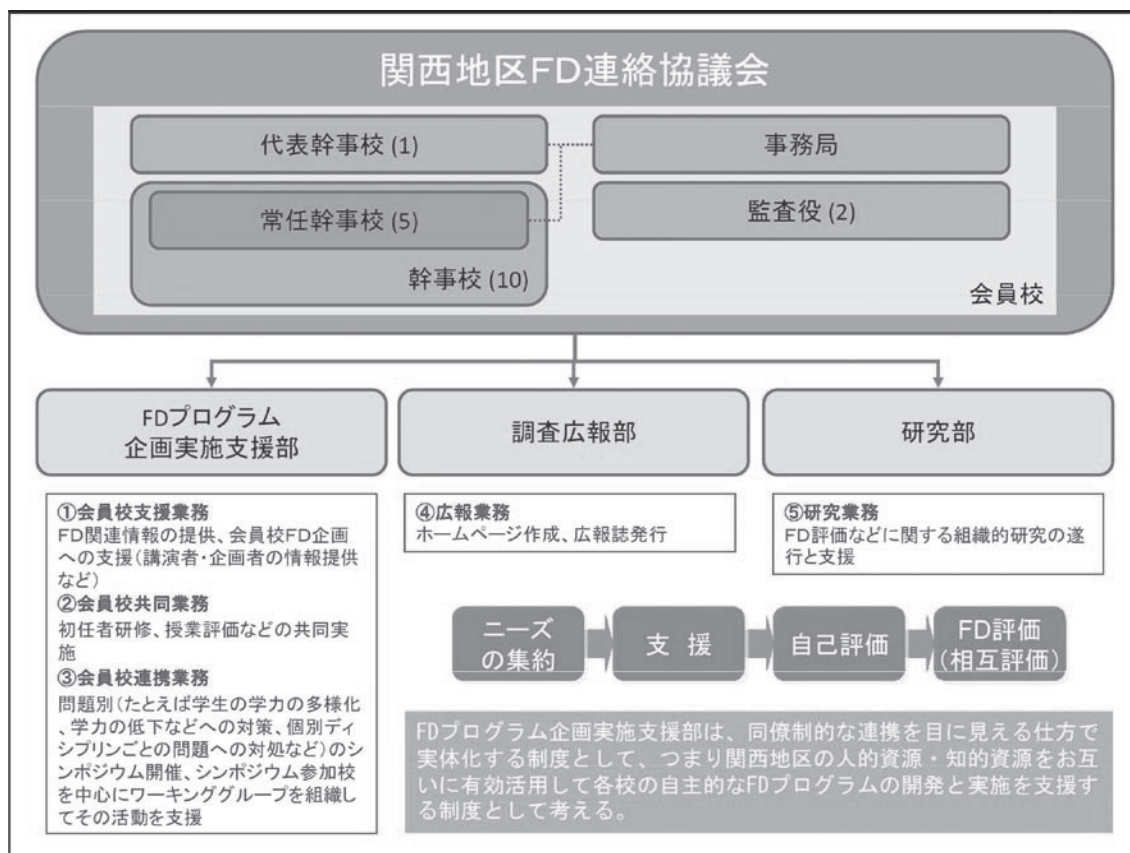 関西地区FD連絡協議会
代表幹事校 (1)
事務局
常任幹事校 (5)
監査役 (2)
幹事校 (10)
会員校
FDプログラム
企画実施支援部
調査広報部
研究部
①会員校支援業務
FD関連情報の提供、会員校FD企画
への支援(講演者・企画者の情報提供
など)
②会員校共同業務
初任者研修、授業評価などの共同実
施
③会員校連携業務
問題別(たとえば学生の学力の多様化
、学力の低下などへの対策、個別ディ
シプリンごとの問題への対処など)のシ
ンポジウム開催、シンポジウム参加校
を中心にワーキンググループを組織し
てその活動を支援
④広報業務
ホームページ作成、広報誌発行
⑤研究業務
FD評価などに関する組織的研究の遂
行と支援
ニーズ
の集約
支 援
自己評価
FD評価
(相互評価)
FDプログラム企画実施支援部は、同僚制的な連携を目に見える仕方で
実体化する制度として、つまり関西地区の人的資源・知的資源をお互
いに有効活用して各校の自主的なFDプログラムの開発と実施を支援す
る制度として考える。